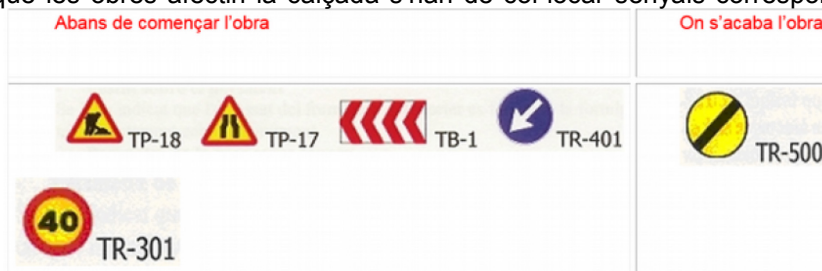 Abans de començar l'obra
On s'acaba l'obra
TP-18 TP-17 TB-1 TR-401
TR-500
40
TR-301